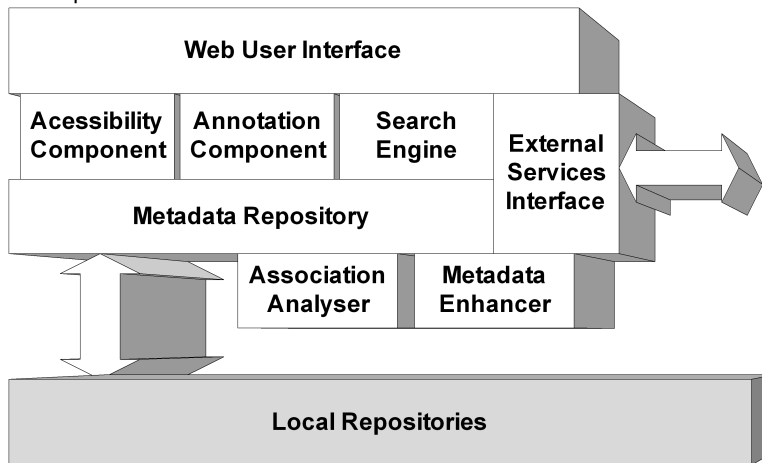 Web User Interface
Acessibility
Component
Annotation
Component
Search
Engine
External
Services
Interface
Metadata Repository
Association
Analyser
Metadata
Enhancer
Local Repositories